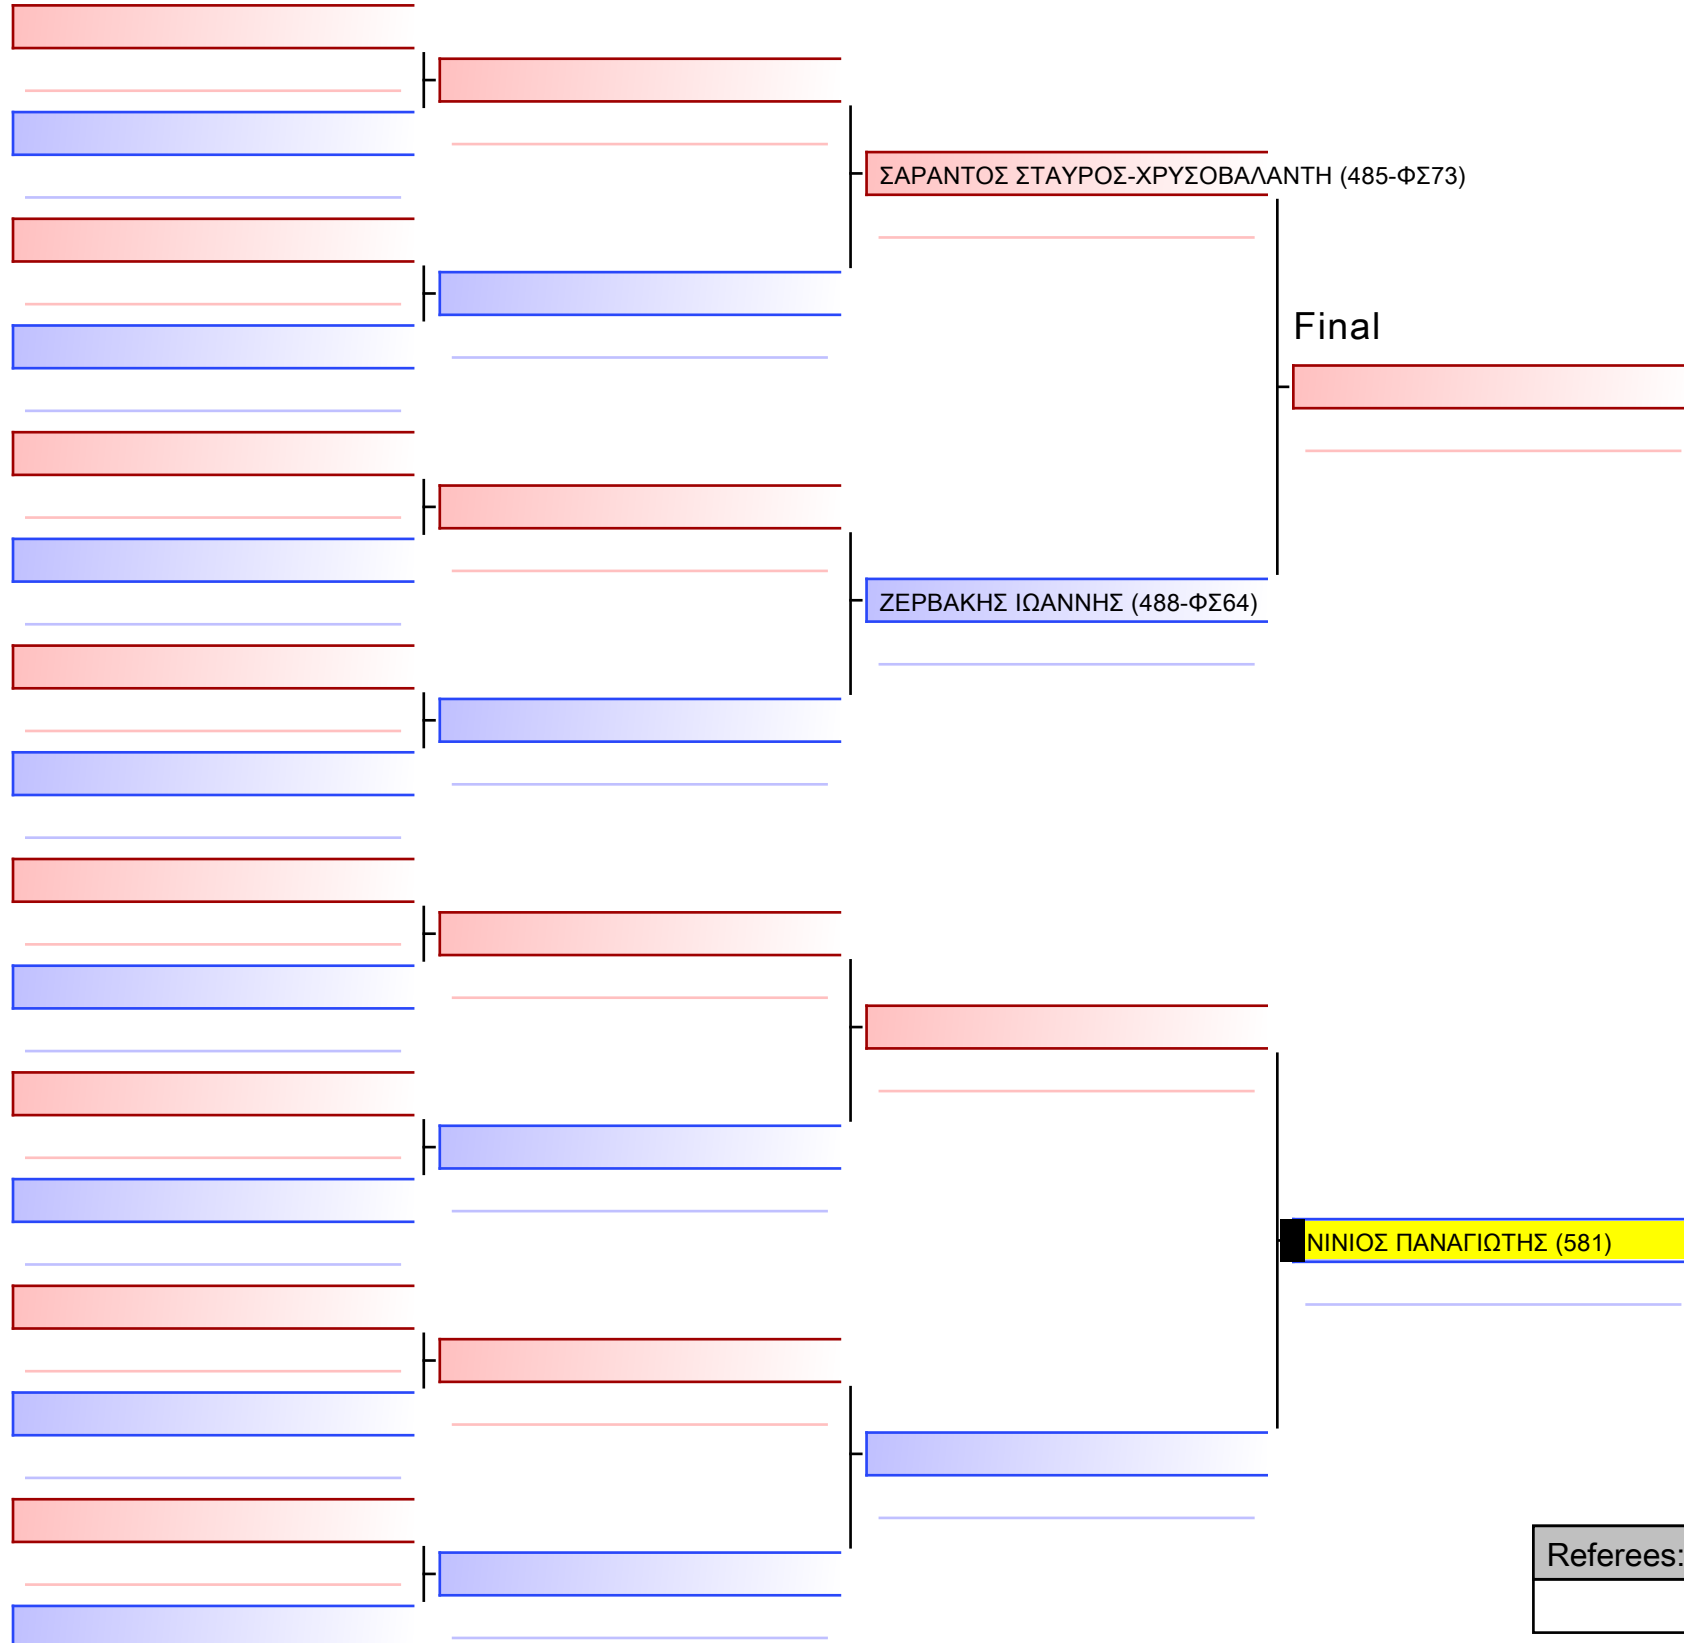 ΣΑΡΑΝΤΟΣ ΣΤΑΥΡΟΣ-ΧΡΥΣΟΒΑΛΑΝΤΗ (485-ΦΣ73)
Final
ΖΕΡΒΑΚΗΣ ΙΩΑΝΝΗΣ (488-ΦΣ64)
ΝΙΝΙΟΣ ΠΑΝΑΓΙΩΤΗΣ (581)
Referees: